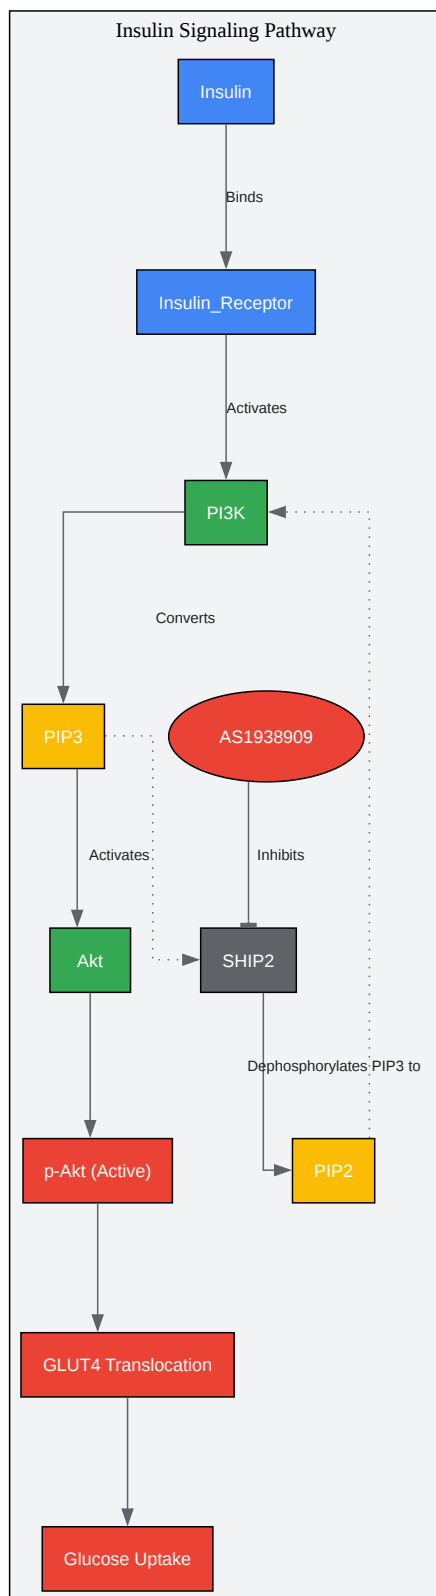 Insulin Signaling Pathway
Insulin
Binds
Insulin_Receptor
Activates
PI3K
Converts
PIP3
AS1938909
Activates
Inhibits
Akt
SHIP2
Dephosphorylates PIP3 to
p-Akt (Active)
PIP2
GLUT4 Translocation
Glucose Uptake